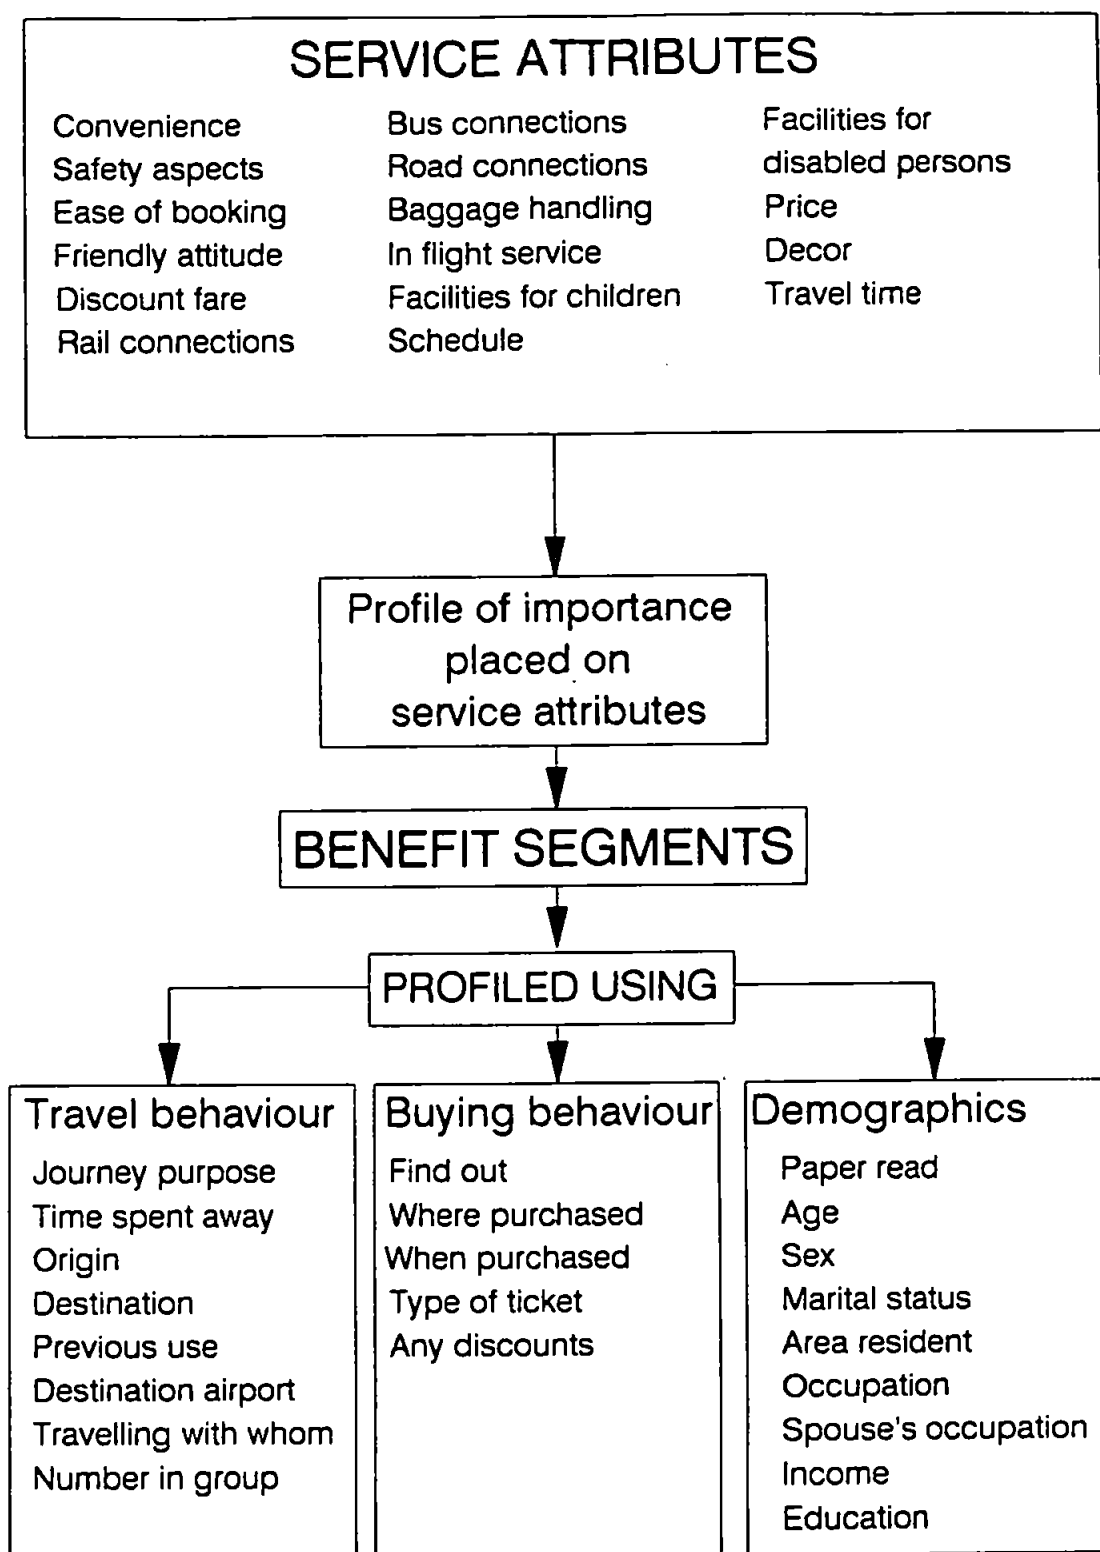 SERVICE ATTRIBUTES
Convenience
Safety aspects
Ease of booking
Friendly attitude
Discount fare
Rail connections
Bus connections
Road connections
Baggage handling
In flight service
Facilities for children
Schedule
Facilities for
disabled persons
Price
Decor
Travel time
Profile of importance
placed on
service attributes
BENEFIT SEGMENTS
PROFILED USING
Travel behaviour
Journey purpose
Time spent away
Origin
Destination
Previous use
Destination airport
Travelling with whom
Number in group
Buying behaviour
Find out
Where purchased
When purchased
Type of ticket
Any discounts
Demographics
Paper read
Age
Sex
Marital status
Area resident
Occupation
Spouse's occupation
Income
Education